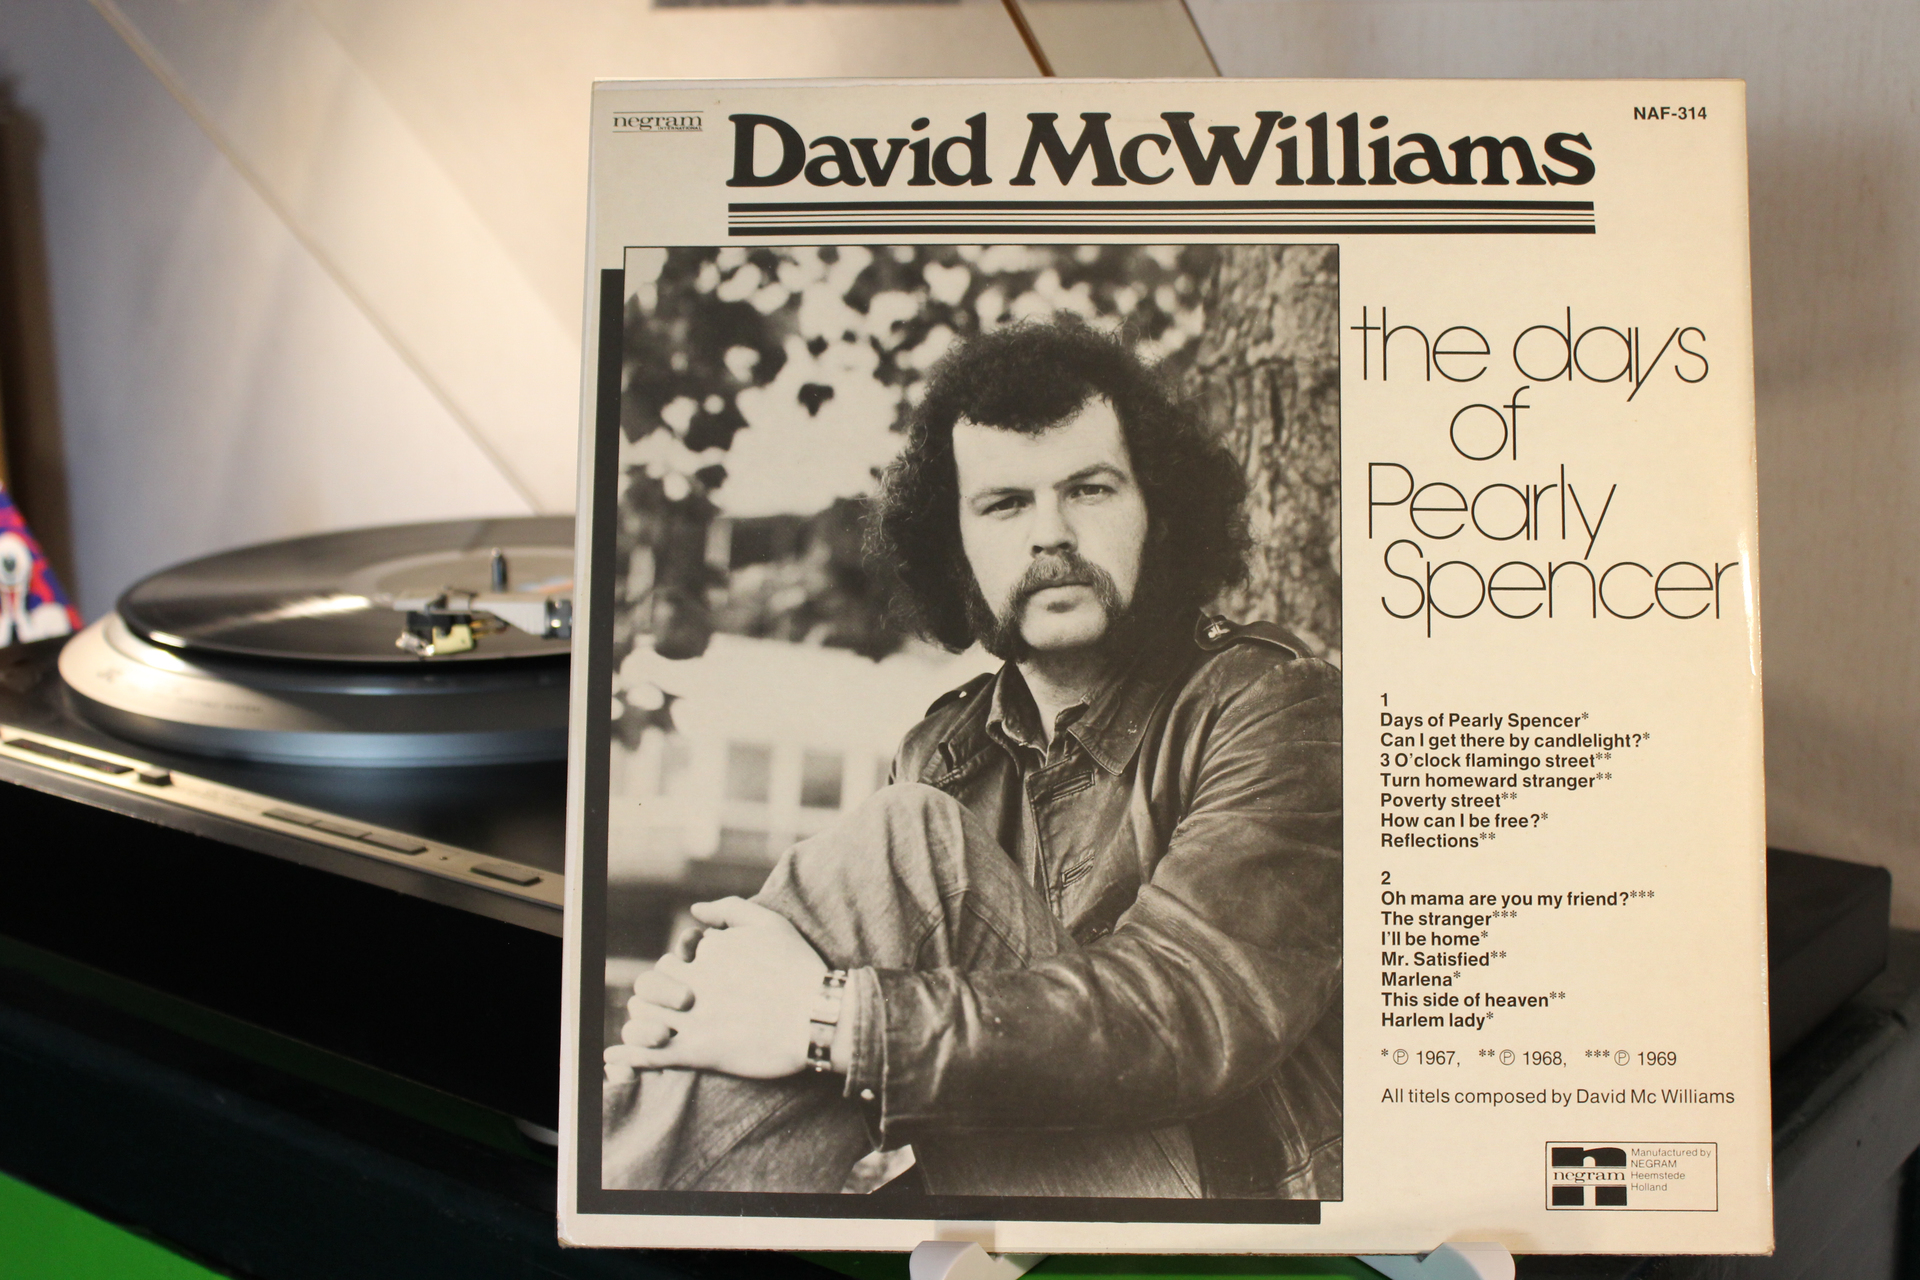 negram
INTERNATIONAL
David McWilliams
NAF-314
the days
of
Pearly
Spencer
1
Days of Pearly Spencer*
Can I get there by candlelight?*
3 O'clock flamingo street**
Turn homeward stranger**
Poverty street**
How can I be free?*
Reflections**
2
Oh mama are you my friend?***
The stranger***
I'll be home*
Mr. Satisfied**
Marlena*
This side of heaven**
Harlem lady*
* ℗ 1967, ** ℗ 1968, *** ℗ 1969
All titels composed by David Mc Williams
n
negram
Manufactured by
NEGRAM
Heemstede
Holland